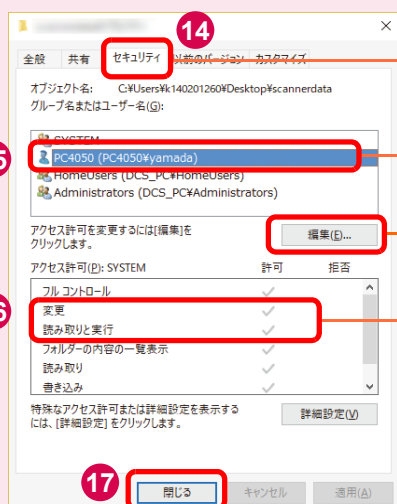 14
全般 共有 セキュリティ 以前のバージョン カスタマイズ
オブジェクト名: C:¥Users¥k140201260¥Desktop¥scannerdata
グループ名またはユーザー名(G):
SYSTEM
5
PC4050 (PC4050¥yamada)
HomeUsers (DCS_PC¥HomeUsers)
Administrators (DCS_PC¥Administrators)
アクセス許可を変更するには[編集]を
クリックします。
編集(E)...
アクセス許可(P): SYSTEM 許可 拒否
フル コントロール
6
変更
読み取りと実行
フォルダーの内容の一覧表示
読み取り
書き込み
特殊なアクセス許可または詳細設定を表示する
には、[詳細設定] をクリックします。
詳細設定(V)
17
閉じる キャンセル 適用(A)